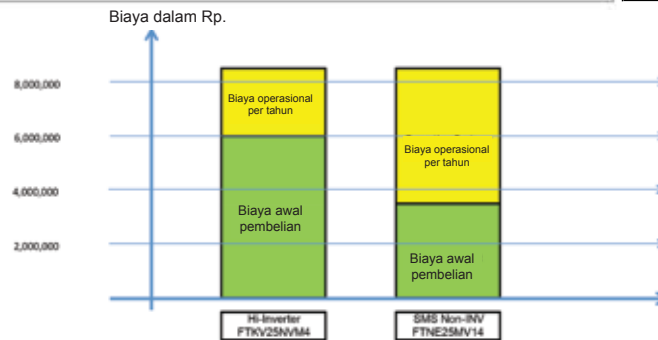 Biaya dalam Rp.
8,000,000
Biaya operasional
per tahun
6,000,000
Biaya operasional
per tahun
4,000,000
Biaya awal
pembelian
2,000,000
Biaya awal
pembelian
Hi-Inverter
FTKV25NVM4
SMS Non-INV
FTNE25MV14